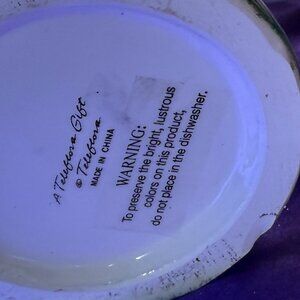 A Teleflora Gift
© Teleflora
MADE IN CHINA
WARNING:
To preserve the bright, lustrous
colors on this product,
do not place in the dishwasher.